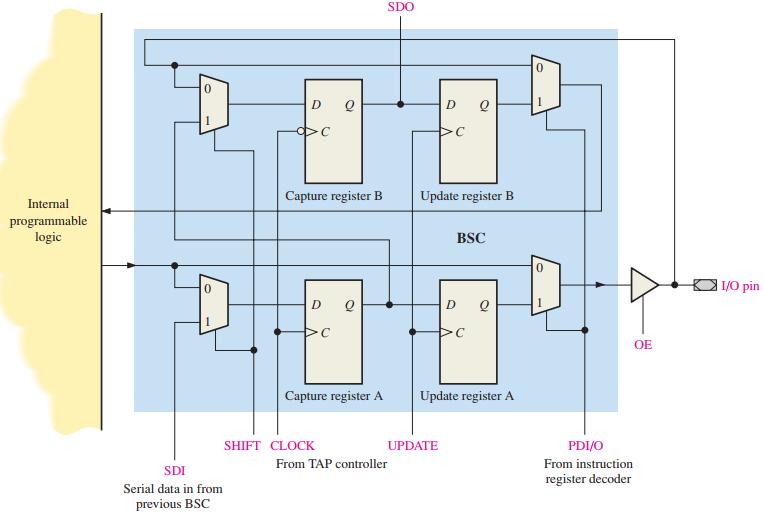 SDO
0
1
D Q
C
Capture register B
D Q
C
Update register B
0
1
Internal
programmable
logic
BSC
0
1
D Q
C
Capture register A
D Q
C
Update register A
0
1
I/O pin
OE
SHIFT
CLOCK
UPDATE
PDI/O
From TAP controller
From instruction
register decoder
SDI
Serial data in from
previous BSC